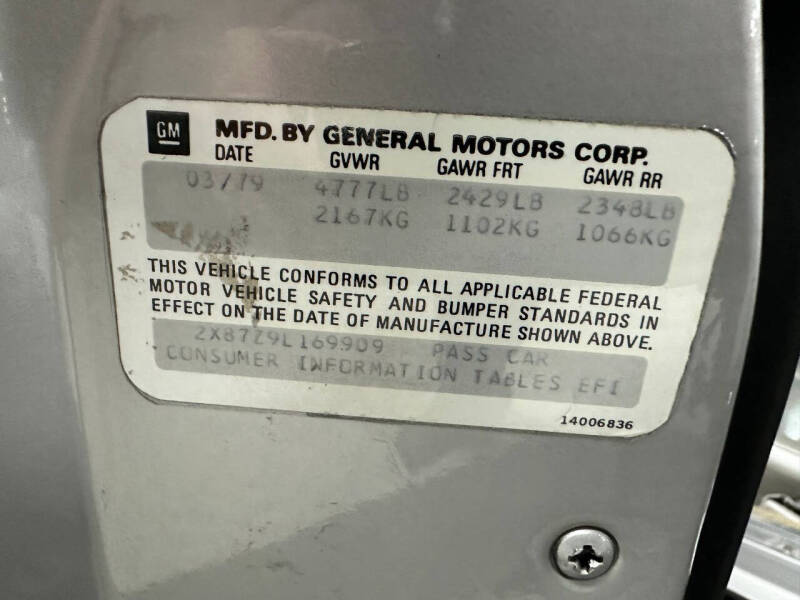 GM MFD. BY GENERAL MOTORS CORP.
DATE GVWR GAWR FRT GAWR RR
03/79 4777LB 2429LB 2348LB
2167KG 1102KG 1066KG
THIS VEHICLE CONFORMS TO ALL APPLICABLE FEDERAL
MOTOR VEHICLE SAFETY AND BUMPER STANDARDS IN
EFFECT ON THE DATE OF MANUFACTURE SHOWN ABOVE.
2X87Z9L169909 PASS CAR
CONSUMER INFORMATION TABLES EFI
14006836